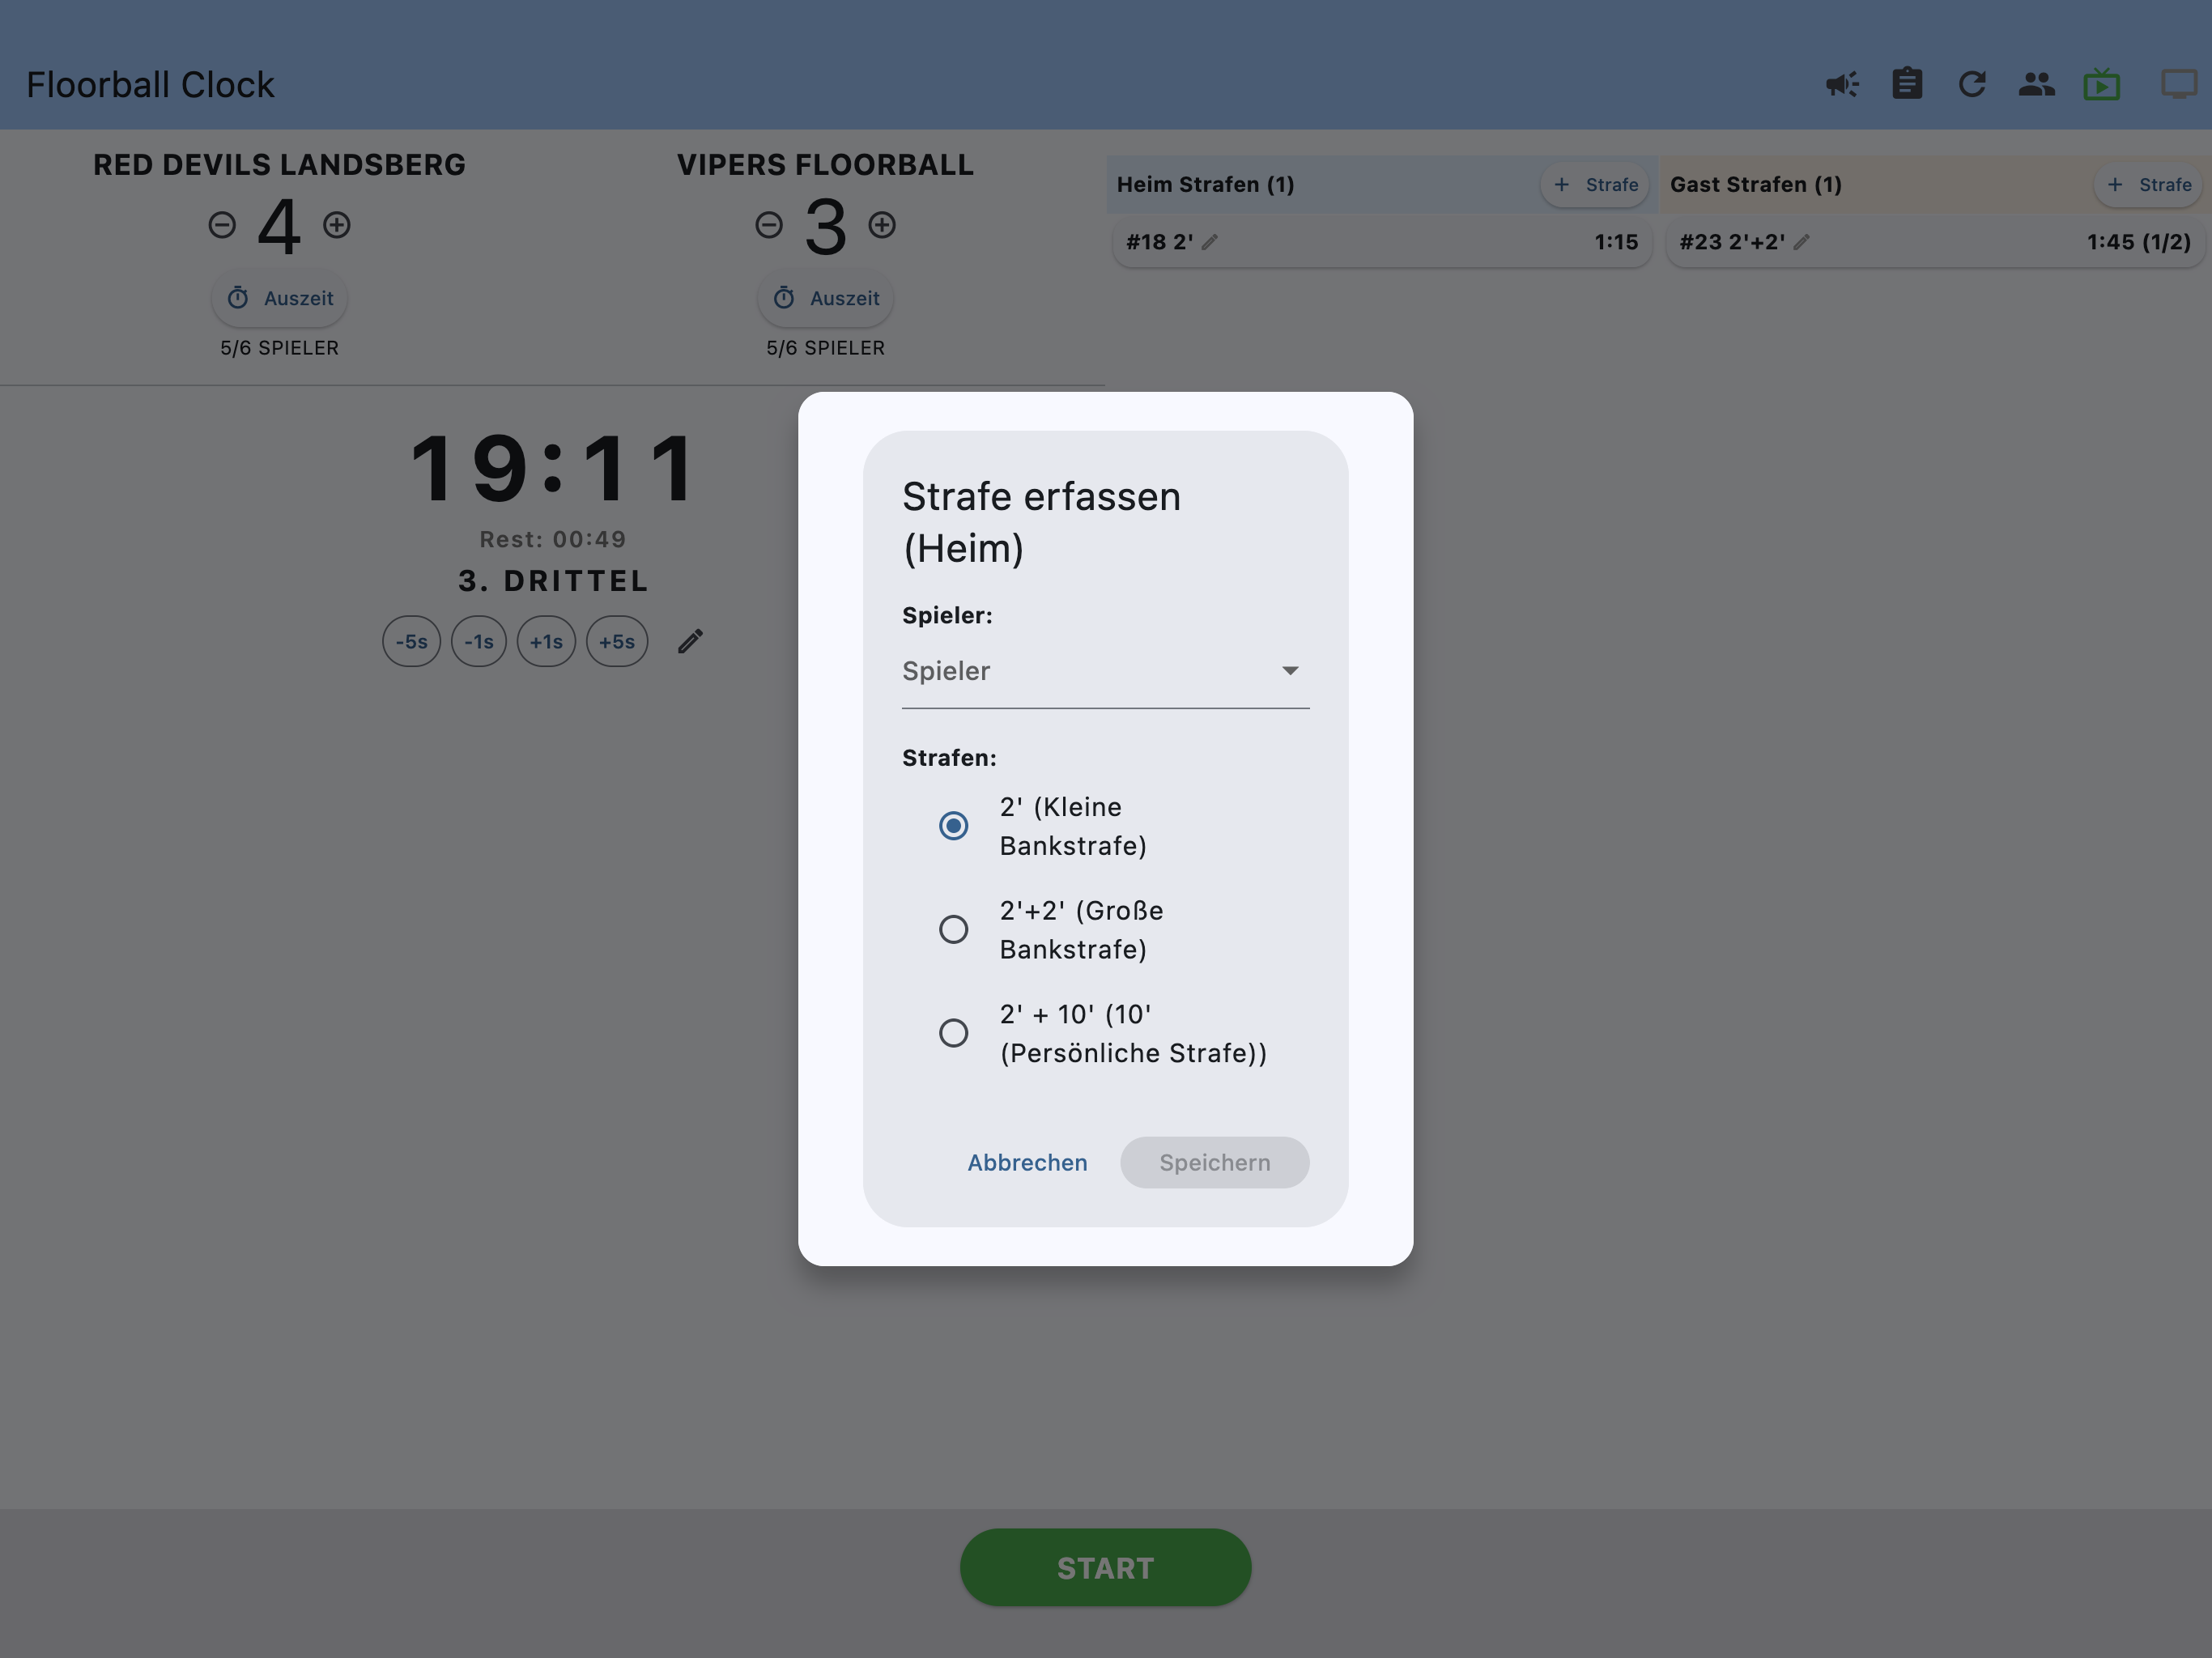 Floorball Clock
RED DEVILS LANDSBERG
4
Auszeit
5/6 SPIELER
VIPERS FLOORBALL
3
Auszeit
5/6 SPIELER
Heim Strafen (1)
+ Strafe
#18 2'
1:15
Gast Strafen (1)
+ Strafe
#23 2'+2'
1:45 (1/2)
19:11
Rest: 00:49
3. DRITTEL
-5s
-1s
+1s
+5s
Strafe erfassen
(Heim)
Spieler:
Spieler
Strafen:
2' (Kleine
Bankstrafe)
2'+2' (Große
Bankstrafe)
2' + 10' (10'
(Persönliche Strafe))
Abbrechen
Speichern
START